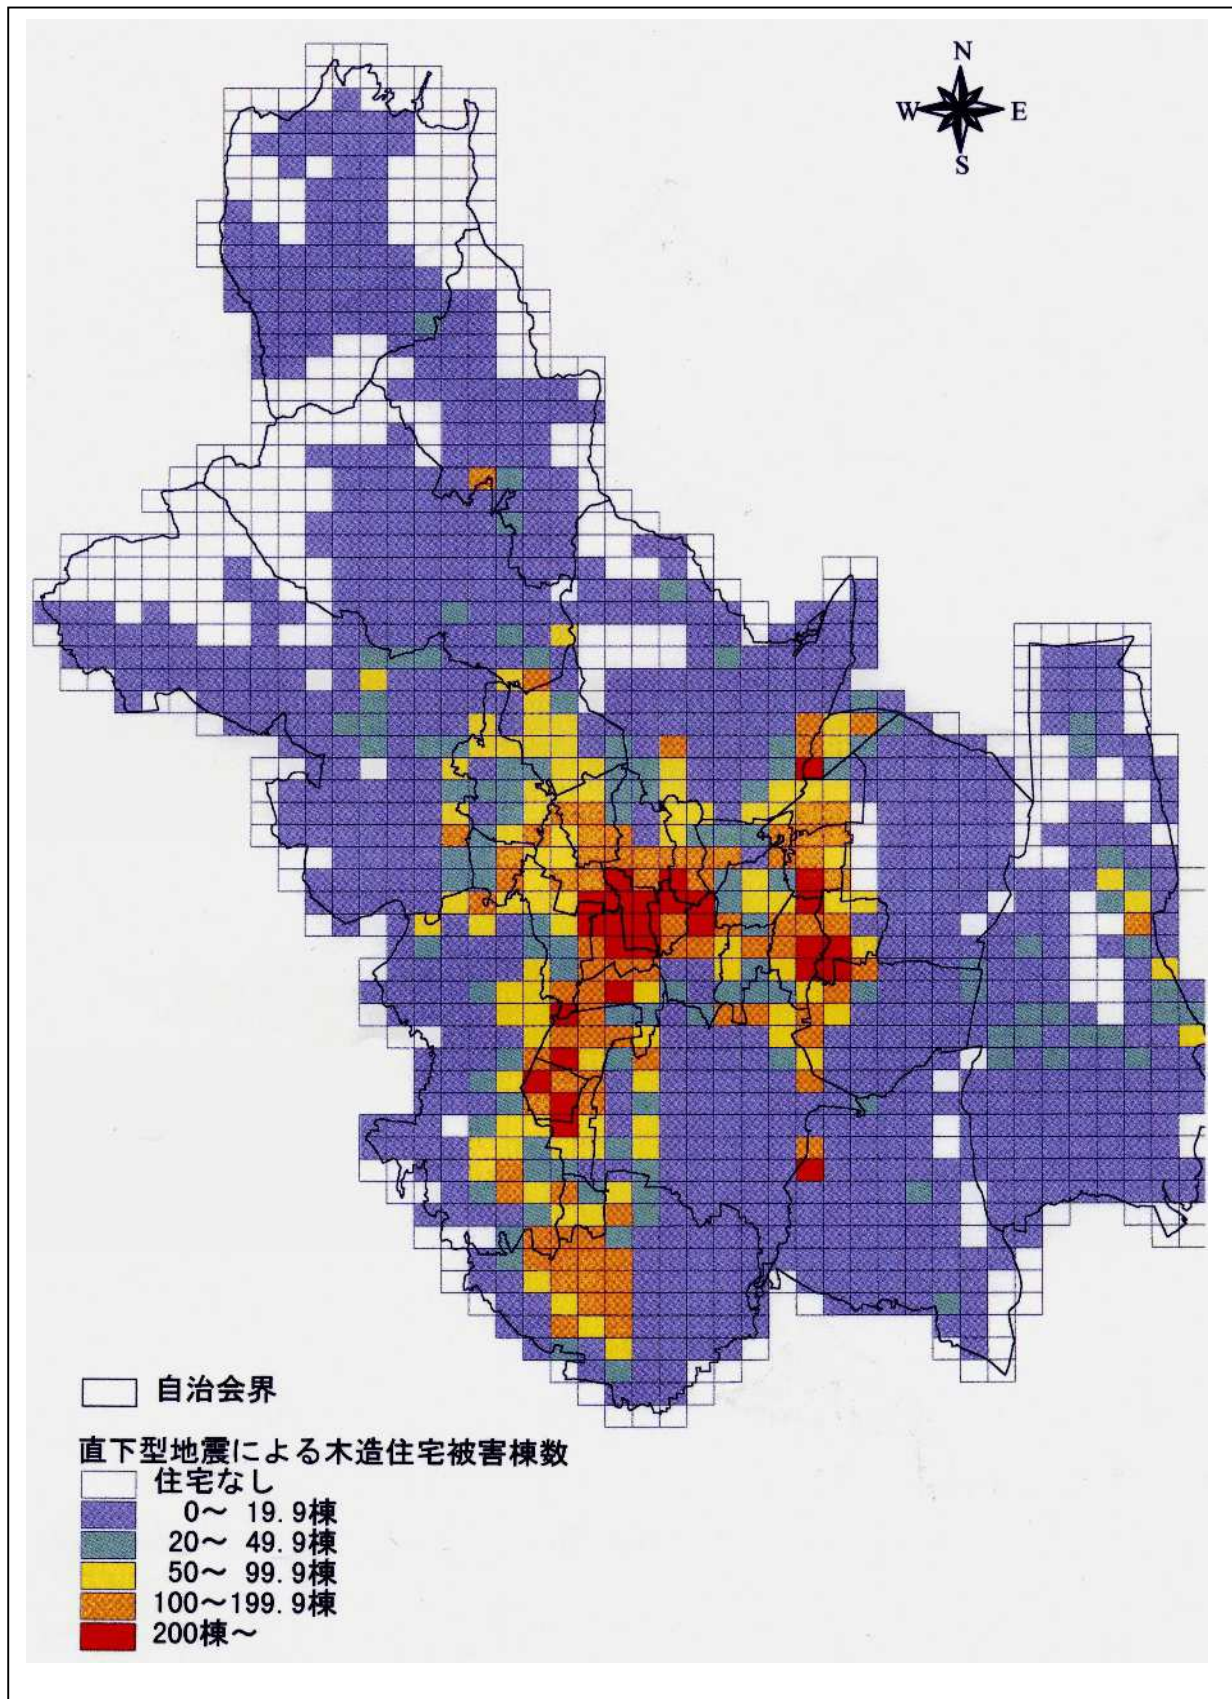 N
W E
S
自治会界
直下型地震による木造住宅被害棟数
住宅なし
0～ 19.9棟
20～ 49.9棟
50～ 99.9棟
100～199.9棟
200棟～